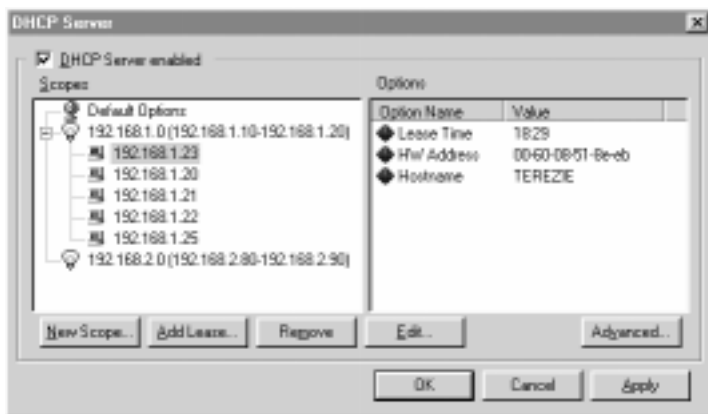 DHCP Server
DHCP Server enabled
Scopes
Default Options
192.168.1.0 (192.168.1.10-192.168.1.20)
192.168.1.23
192.168.1.20
192.168.1.21
192.168.1.22
192.168.1.25
192.168.2.0 (192.168.2.80-192.168.2.90)
New Scope...
Add Lease...
Remove
Options
Option Name Value
Lease Time 18:29
HW Address 00-60-08-51-8e-eb
Hostname TEREZIE
Edit...
Advanced...
OK
Cancel
Apply